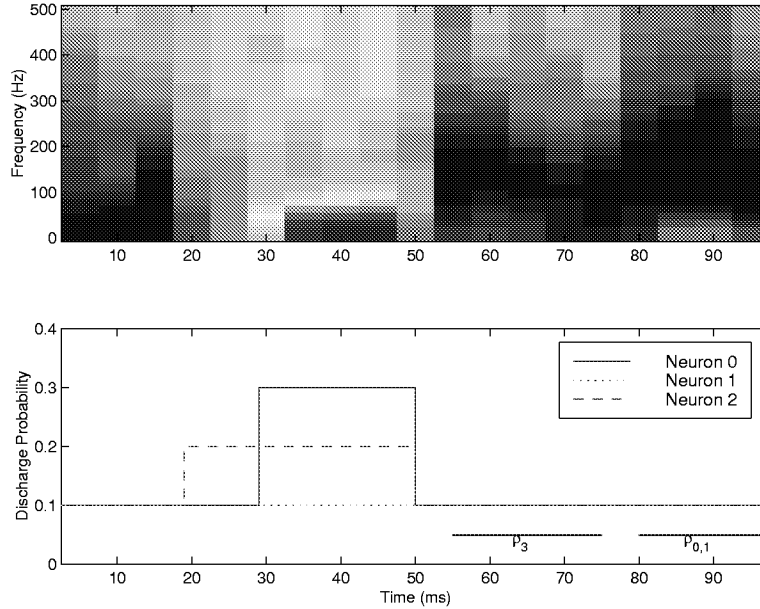 500
400
300
200
100
0
Frequency (Hz)
10 20 30 40 50 60 70 80 90
0.4
0.3
0.2
0.1
0
Discharge Probability
Neuron 0
Neuron 1
Neuron 2
ρ3
ρ0,1
10 20 30 40 50 60 70 80 90
Time (ms)